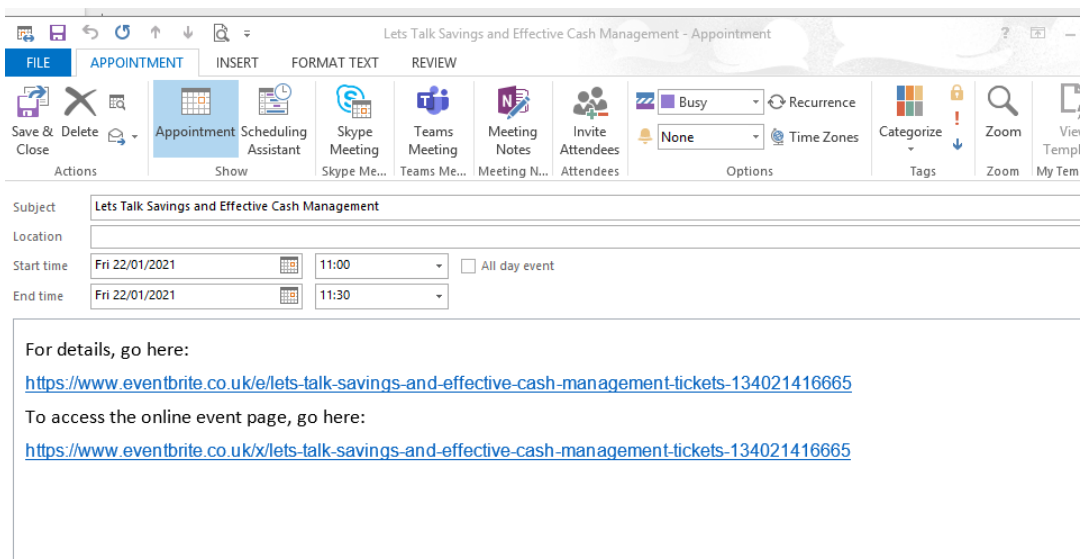 Lets Talk Savings and Effective Cash Management - Appointment ?
FILE APPOINTMENT INSERT FORMAT TEXT REVIEW
Save & Close
Delete
Actions
Appointment
Scheduling Assistant
Show
Skype Meeting
Skype Me...
Teams Meeting
Teams Me...
Meeting Notes
Meeting N...
Invite Attendees
Attendees
Busy
None
Recurrence
Time Zones
Options
Categorize
Tags
Zoom
Zoom
My Tem
Subject Lets Talk Savings and Effective Cash Management
Location
Start time Fri 22/01/2021 11:00 All day event
End time Fri 22/01/2021 11:30
For details, go here:
https://www.eventbrite.co.uk/e/lets-talk-savings-and-effective-cash-management-tickets-134021416665
To access the online event page, go here:
https://www.eventbrite.co.uk/x/lets-talk-savings-and-effective-cash-management-tickets-134021416665